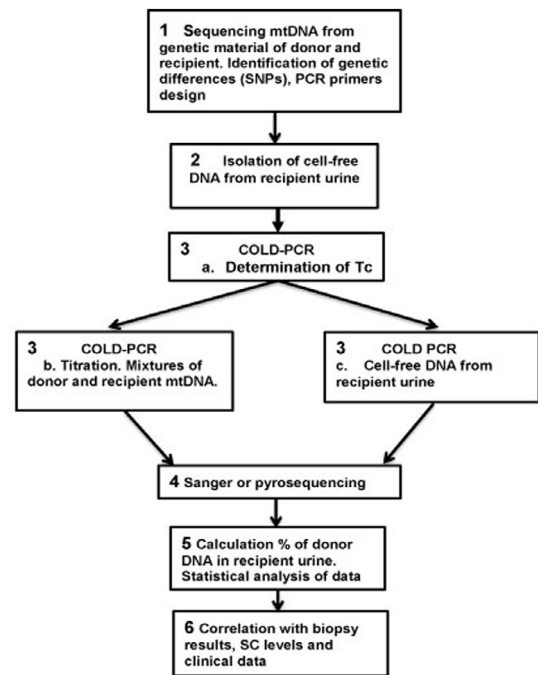 1 Sequencing mtDNA from
genetic material of donor and
recipient. Identification of genetic
differences (SNPs), PCR primers
design
2 Isolation of cell-free
DNA from recipient urine
3 COLD-PCR
a. Determination of Tc
3 COLD-PCR
b. Titration. Mixtures of
donor and recipient mtDNA.
3 COLD PCR
c. Cell-free DNA from
recipient urine
4 Sanger or pyrosequencing
5 Calculation % of donor
DNA in recipient urine.
Statistical analysis of data
6 Correlation with biopsy
results, SC levels and
clinical data